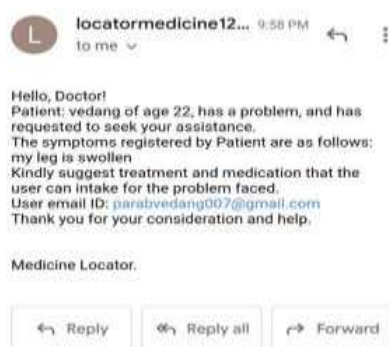 L
locatormedicine12... 9:58 PM
to me
Hello, Doctor!
Patient: vedang of age 22, has a problem, and has
requested to seek your assistance.
The symptoms registered by Patient are as follows:
my leg is swollen
Kindly suggest treatment and medication that the
user can intake for the problem faced.
User email ID: parabvedang007@gmail.com
Thank you for your consideration and help.
Medicine Locator.
Reply
Reply all
Forward